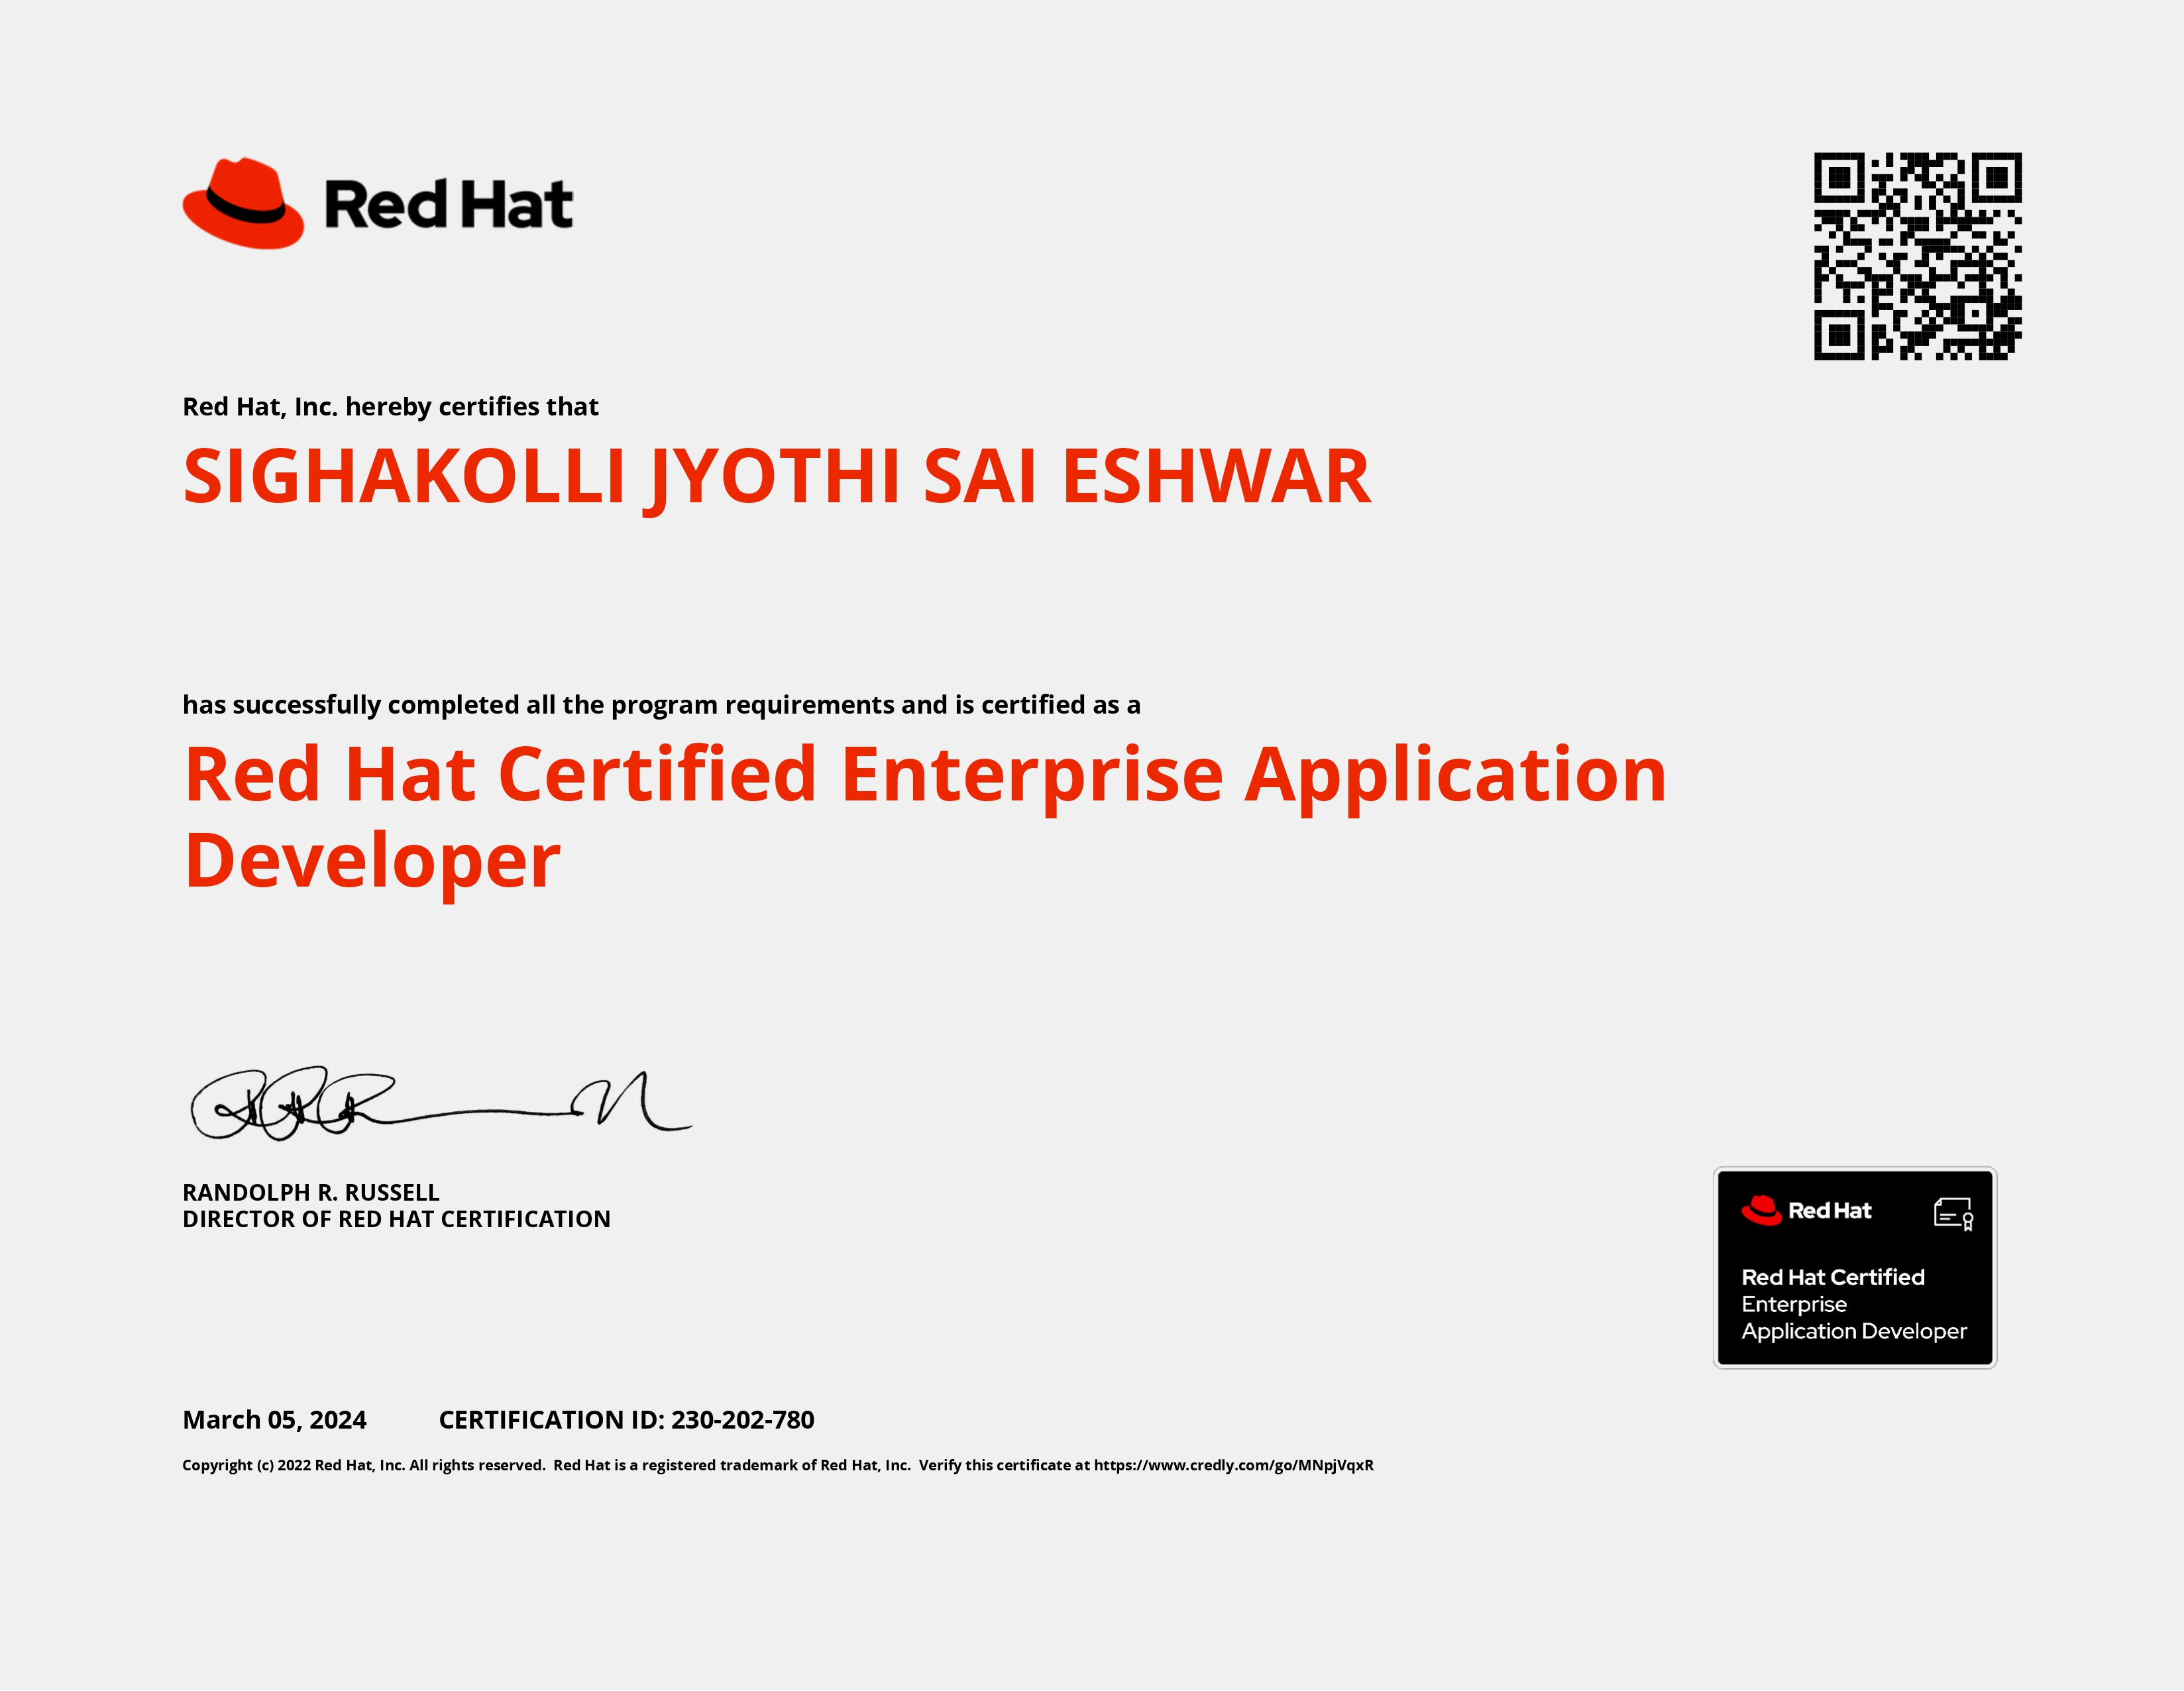 Red Hat
Red Hat, Inc. hereby certifies that
SIGHAKOLLI JYOTHI SAI ESHWAR
has successfully completed all the program requirements and is certified as a
Red Hat Certified Enterprise Application
Developer
RANDOLPH R. RUSSELL
DIRECTOR OF RED HAT CERTIFICATION
Red Hat
Red Hat Certified
Enterprise
Application Developer
March 05, 2024 CERTIFICATION ID: 230-202-780
Copyright (c) 2022 Red Hat, Inc. All rights reserved. Red Hat is a registered trademark of Red Hat, Inc. Verify this certificate at https://www.credly.com/go/MNpjVqxR